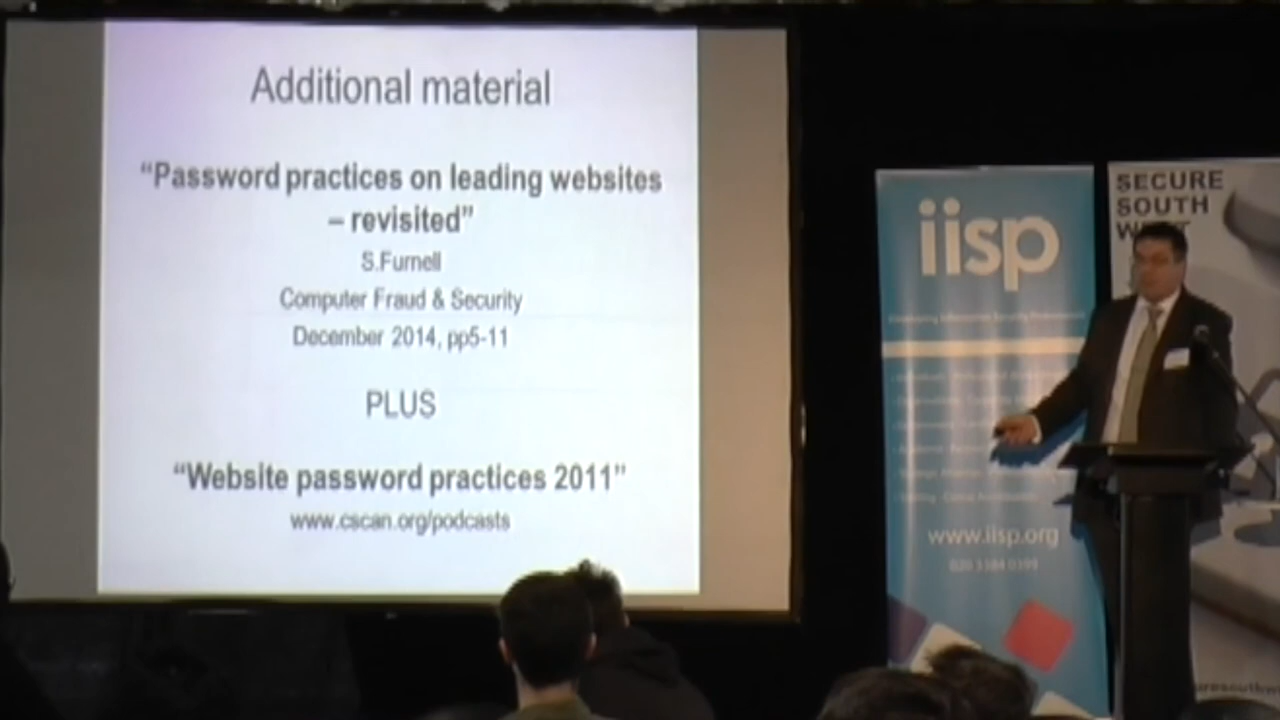 Additional material
“Password practices on leading websites
– revisited”
S.Furnell
Computer Fraud & Security
December 2014, pp5-11
PLUS
“Website password practices 2011”
www.cscan.org/podcasts
iisp
www.iisp.org
SECURE
SOUTH